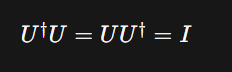 U†U = UU† = I